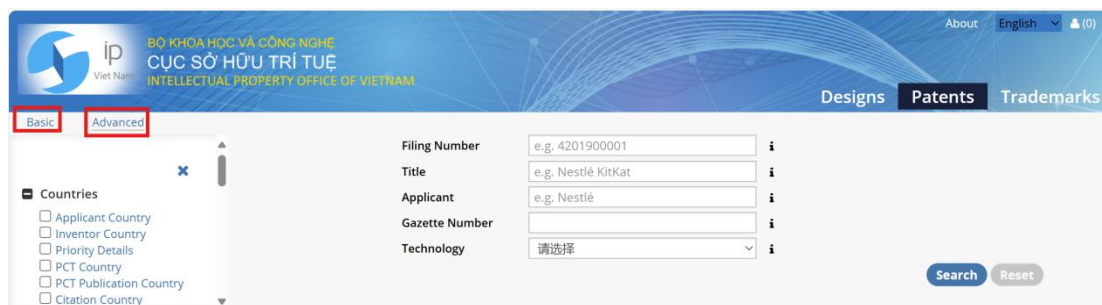 About English (0)
ip
Viet Nam
BỘ KHOA HỌC VÀ CÔNG NGHỆ
CỤC SỞ HỮU TRÍ TUỆ
INTELLECTUAL PROPERTY OFFICE OF VIETNAM
Designs Patents Trademarks
Basic Advanced
Countries
Applicant Country
Inventor Country
Priority Details
PCT Country
PCT Publication Country
Citation Country
Filing Number e.g. 4201900001 i
Title e.g. Nestlé KitKat i
Applicant e.g. Nestlé i
Gazette Number i
Technology 请选择 i
Search Reset